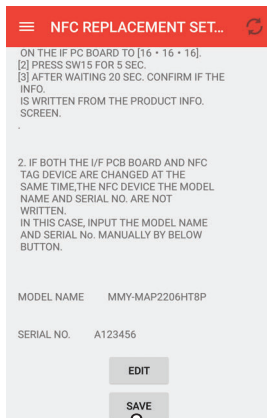 NFC REPLACEMENT SET...
ON THE IF PC BOARD TO [16 • 16 • 16].
[2] PRESS SW15 FOR 5 SEC.
[3] AFTER WAITING 20 SEC. CONFIRM IF THE
INFO.
IS WRITTEN FROM THE PRODUCT INFO.
SCREEN.
.
2. IF BOTH THE I/F PCB BOARD AND NFC
TAG DEVICE ARE CHANGED AT THE
SAME TIME,THE NFC DEVICE THE MODEL
NAME AND SERIAL NO. ARE NOT
WRITTEN.
IN THIS CASE, INPUT THE MODEL NAME
AND SERIAL No. MANUALLY BY BELOW
BUTTON.
MODEL NAME MMY-MAP2206HT8P
SERIAL NO. A123456
EDIT
SAVE